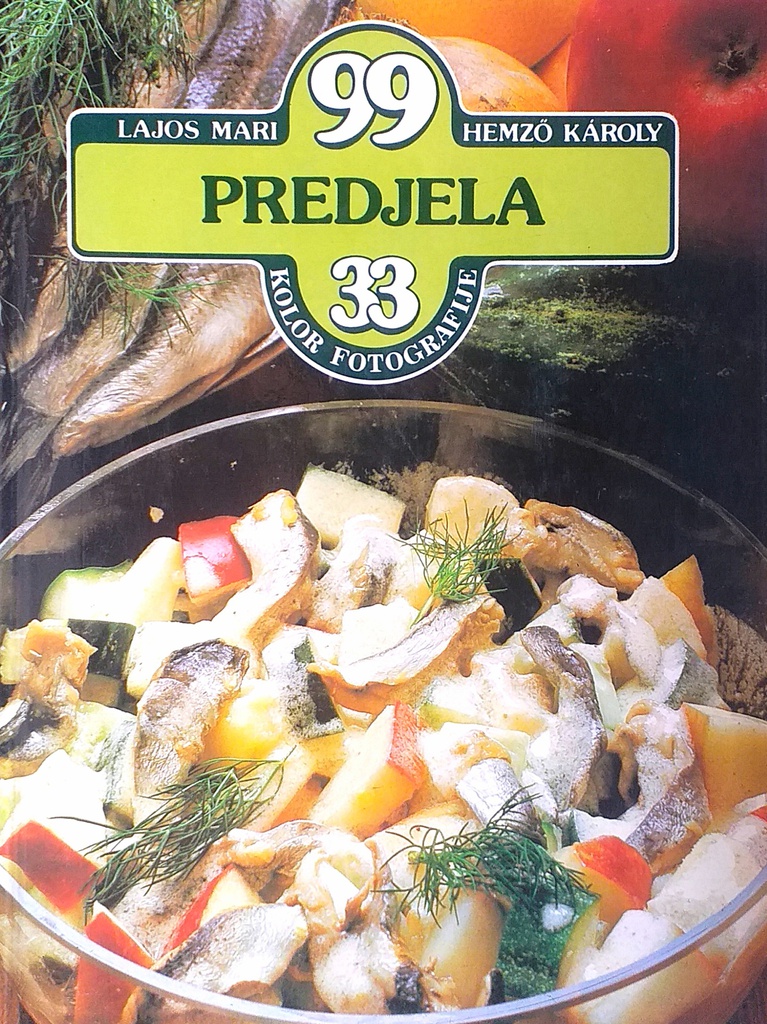 99
LAJOS MARI HEMZŐ KÁROLY
PREDJELA
33
KOLOR FOTOGRAFIJE